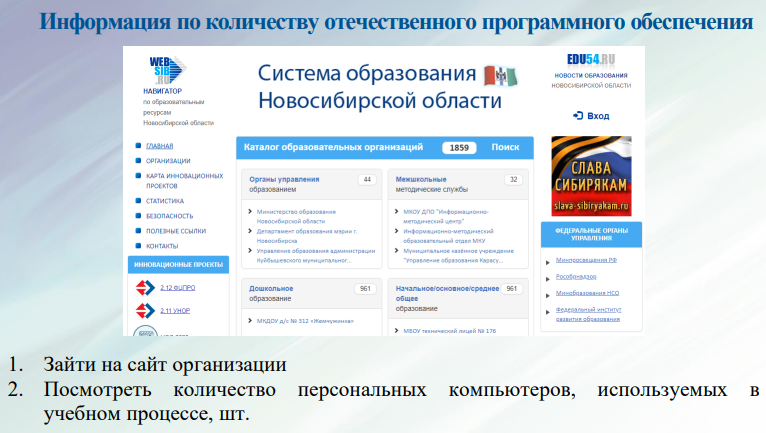 Информация по количеству отечественного программного обеспечения
WEB
SIB
.RU
НАВИГАТОР
по образовательным
ресурсам
Новосибирской области
Система образования
Новосибирской области
EDU54.RU
НОВОСТИ ОБРАЗОВАНИЯ
НОВОСИБИРСКОЙ ОБЛАСТИ
Вход
ГЛАВНАЯ
ОРГАНИЗАЦИИ
КАРТА ИННОВАЦИОННЫХ
ПРОЕКТОВ
СТАТИСТИКА
БЕЗОПАСНОСТЬ
ПОЛЕЗНЫЕ ССЫЛКИ
КОНТАКТЫ
ИННОВАЦИОННЫЕ ПРОЕКТЫ
2.12 ФЦПРО
2.11 УНОР
Каталог образовательных организаций 1859 Поиск
Органы управления 44
образованием
Министерство образования
Новосибирской области
Департамент образования мэрии г.
Новосибирска
Управление образования администрации
Куйбышевского муниципальног...
Межшкольные 32
методические службы
МКОУ ДПО "Информационно-
методический центр"
Информационно-методический
образовательный отдел МКУ
Муниципальное казённое учреждение
"Управление образования Карасу...
Дошкольное 961
образование
МКДОУ д/с № 312 «Жемчужинка»
Начальное/основное/среднее 961
общее
образование
МБОУ технический лицей № 176
СЛАВА
СИБИРЯКАМ
slava-sibiryakam.ru
ФЕДЕРАЛЬНЫЕ ОРГАНЫ
УПРАВЛЕНИЯ
Минпросвещения РФ
Рособрнадзор
Минобразования НСО
Федеральный институт
развития образования
1. Зайти на сайт организации
2. Посмотреть количество персональных компьютеров, используемых в
учебном процессе, шт.